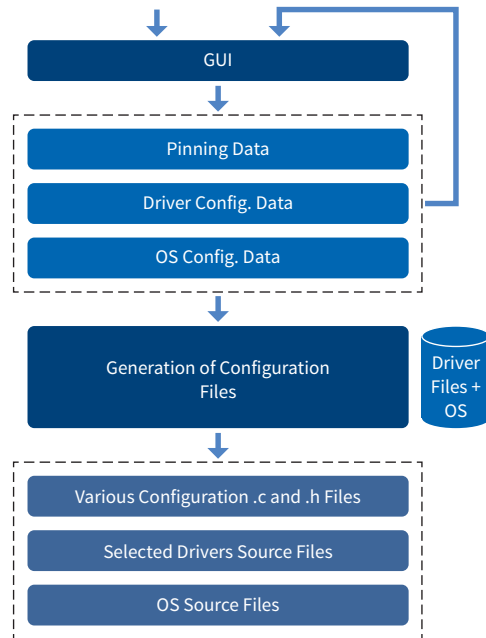 GUI
Pinning Data
Driver Config. Data
OS Config. Data
Generation of Configuration
Files
Driver
Files +
OS
Various Configuration .c and .h Files
Selected Drivers Source Files
OS Source Files